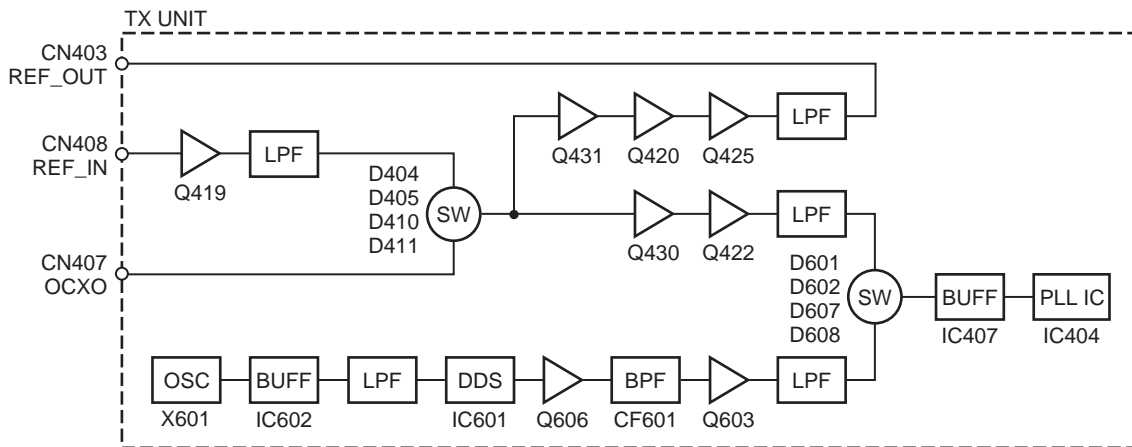 TX UNIT
CN403
REF_OUT
LPF
Q431
Q420
Q425
CN408
REF_IN
LPF
Q419
D404
D405
D410
D411
SW
LPF
Q430
Q422
CN407
OCXO
D601
D602
D607
D608
SW
BUFF
PLL IC
IC407
IC404
OSC
BUFF
LPF
DDS
BPF
LPF
X601
IC602
IC601
Q606
CF601
Q603